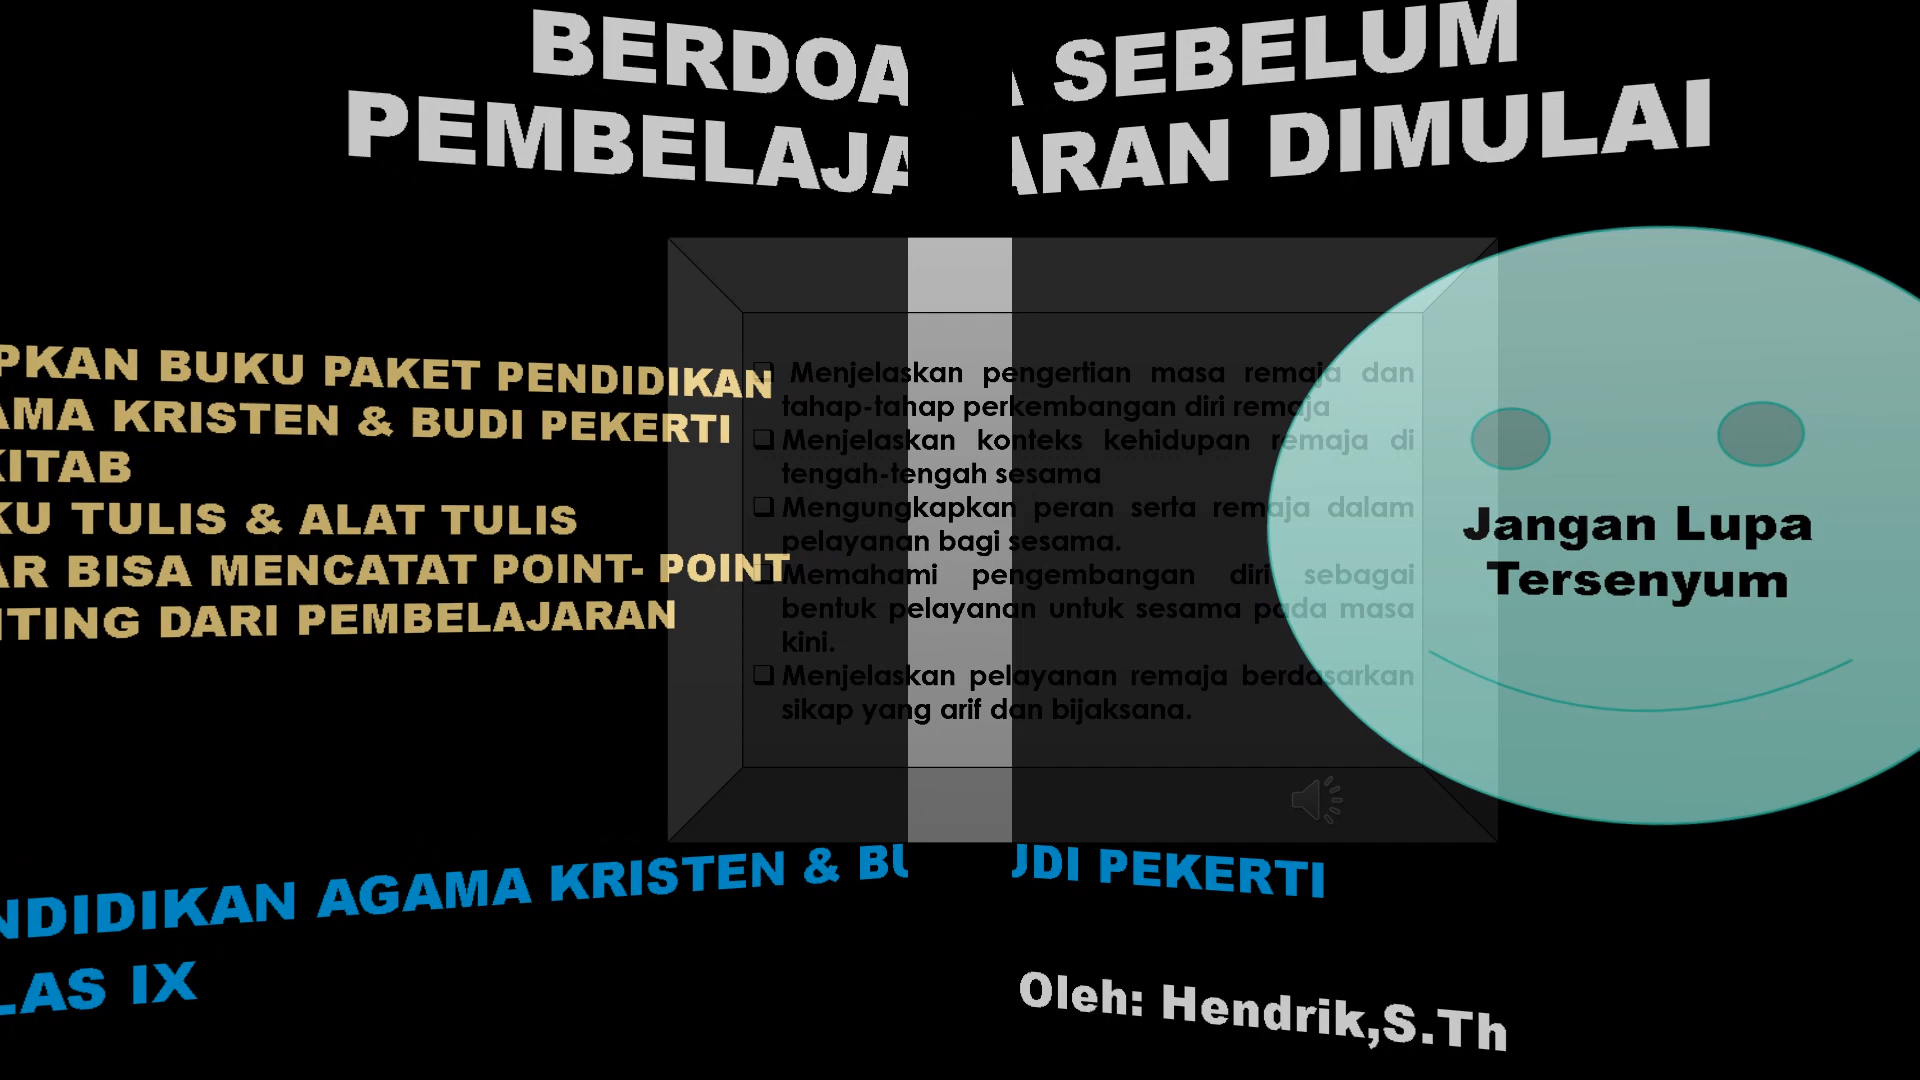 BERDOA A SEBELUM
PEMBELAJA ARAN DIMULAI
PKAN BUKU PAKET PENDIDIKAN
AMA KRISTEN & BUDI PEKERTI
KITAB
KU TULIS & ALAT TULIS
AR BISA MENCATAT POINT- POINT
TING DARI PEMBELAJARAN
Menjelaskan pengertian masa remaja dan
tahap-tahap perkembangan diri remaja
Menjelaskan konteks kehidupan remaja di
tengah-tengah sesama
Mengungkapkan peran serta remaja dalam
pelayanan bagi sesama.
Memahami pengembangan diri sebagai
bentuk pelayanan untuk sesama pada masa
kini.
Menjelaskan pelayanan remaja berdasarkan
sikap yang arif dan bijaksana.
Jangan Lupa
Tersenyum
NDIDIKAN AGAMA KRISTEN & BU UDI PEKERTI
LAS IX
Oleh: Hendrik,S.Th